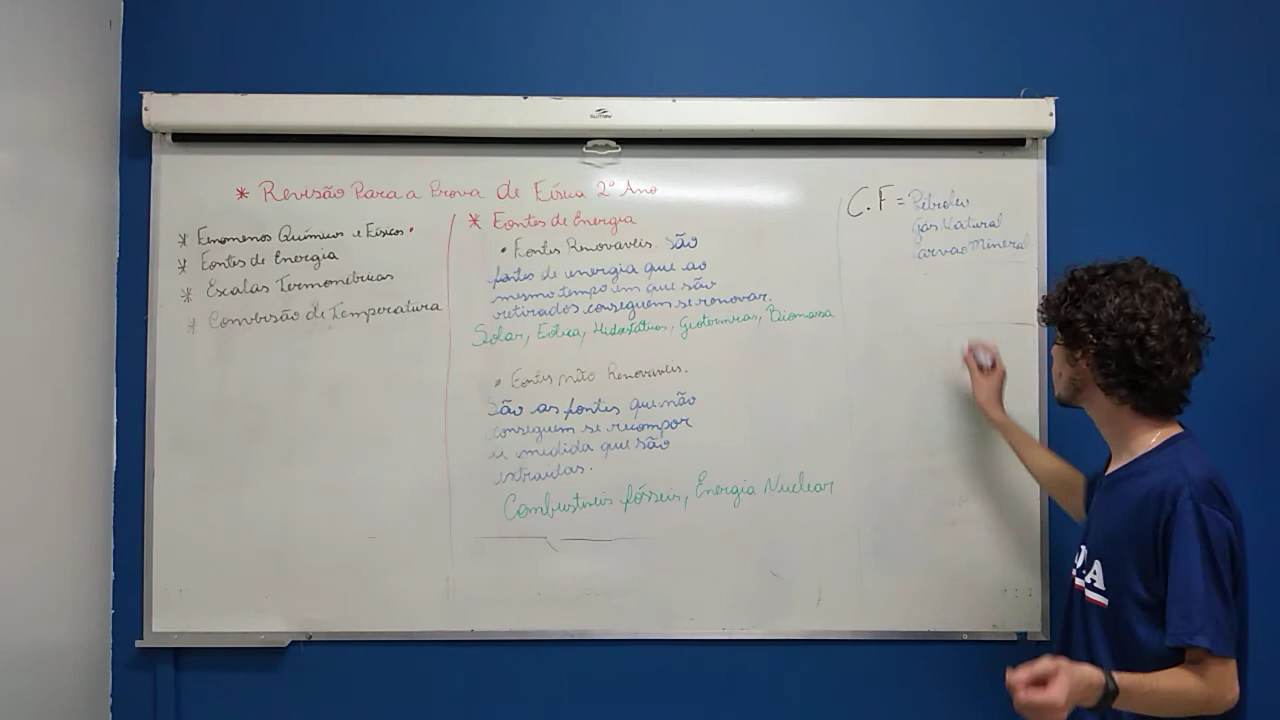 * Revisão Para a Prova de Física 2º Ano
* Fenomenos Químicos e Físicos.
* Fontes de Energia
* Escalas Termométricas
* Conversão de Temperatura
* Fontes de Energia
• Fontes Renovaveis. São
fontes de energia que ao
mesmo tempo em que são
retirados conseguem se renovar.
Solar, Eólica, Geotermicas, Biomassa
• Fontes não Renovaveis.
São as fontes que não
conseguem se recompor
medida que são
extraidas.
Combustiveis fósseis, Energia Nuclear
C.F = Petroleo
Gás Natural
Carvão Mineral